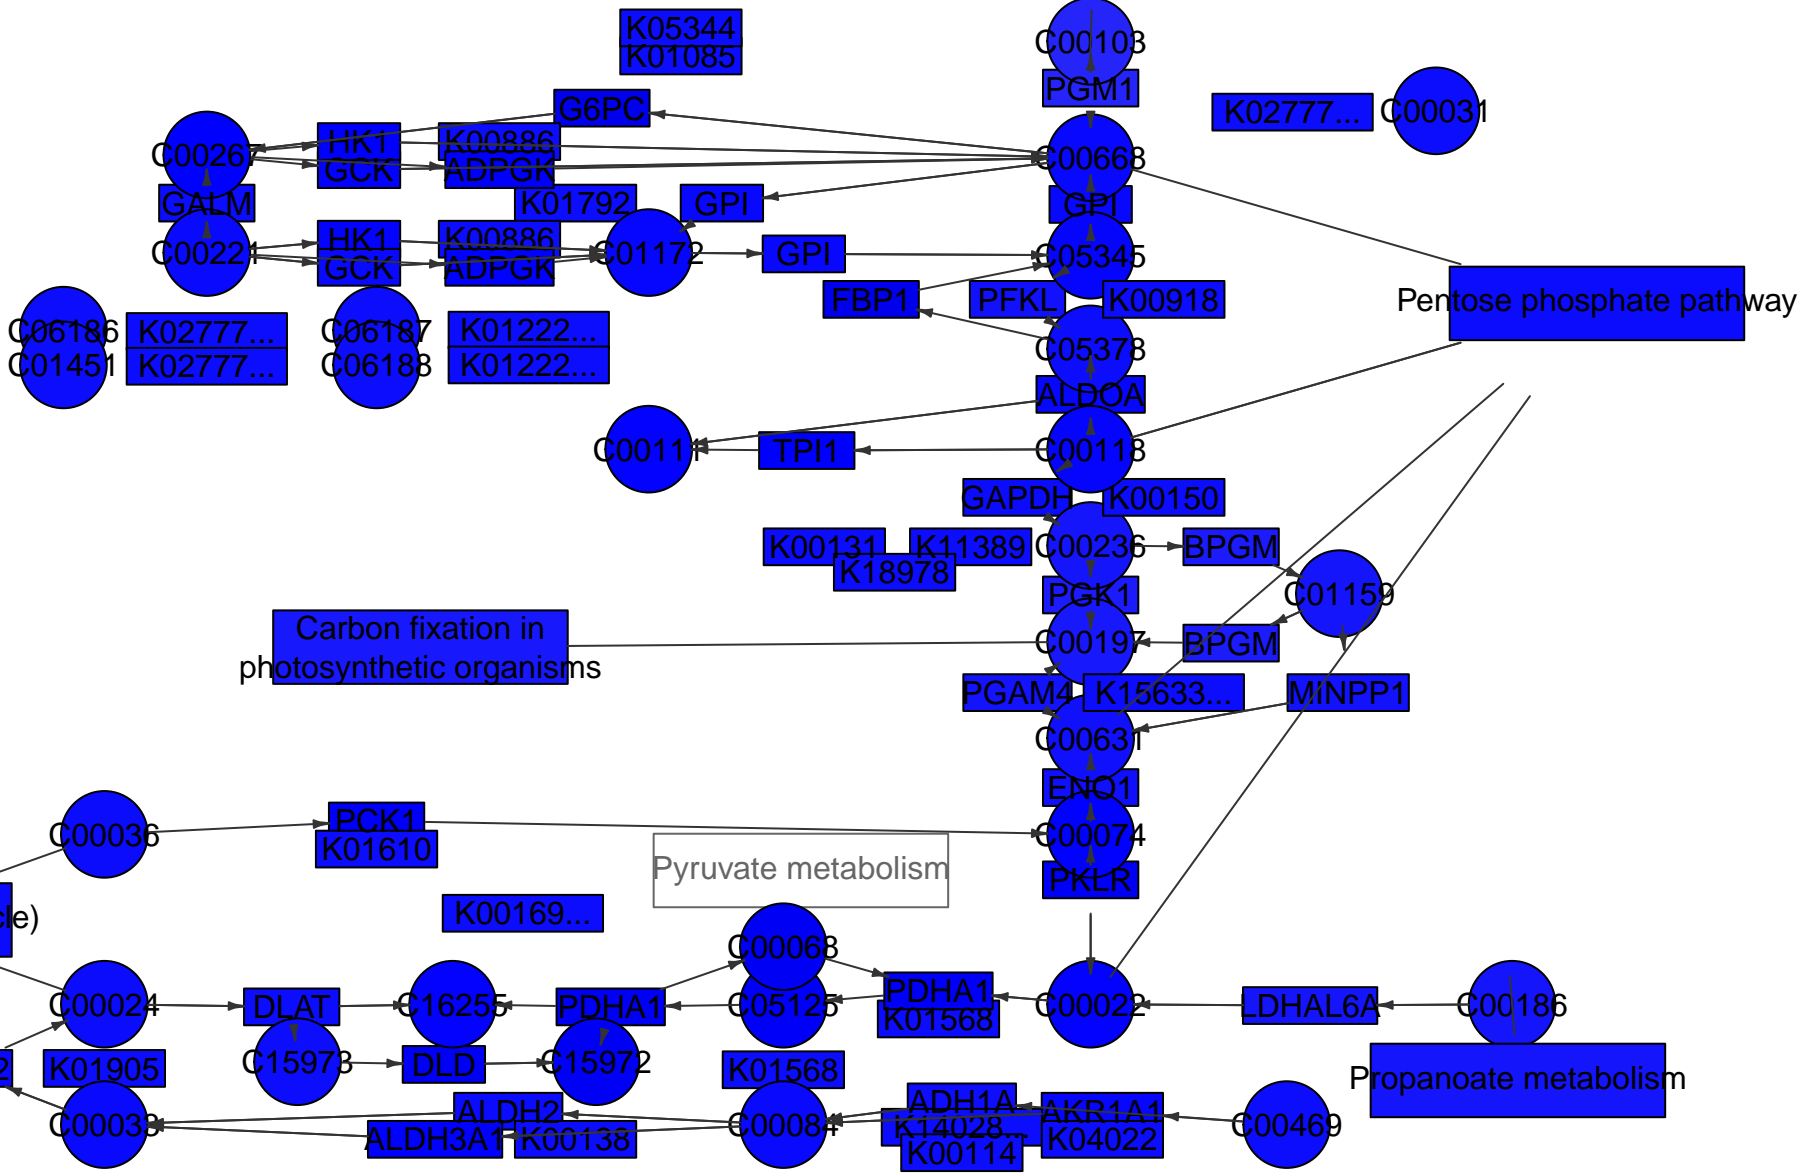 K05344
K01085
C00103
PGM1
K02777...
C00031
G6PC
C00267
HK1
K00886
GCK
ADPGK
C00668
GALM
K01792
GPI
GPI
C00221
HK1
K00886
GCK
ADPGK
C01172
GPI
C05345
FBP1
PFKL
K00918
Pentose phosphate pathway
C06186
K02777...
C06187
K01222...
C01451
K02777...
C06188
K01222...
C05378
ALDOA
C00111
TPI1
C00118
GAPDH
K00150
K00131
K11389
C00236
BPGM
K18978
PGK1
C01159
Carbon fixation in
photosynthetic organisms
C00197
BPGM
PGAM4
K15633...
MINPP1
C00631
ENO1
C00036
PCK1
K01610
C00074
Pyruvate metabolism
PKLR
cle)
K00169...
C00068
C00024
DLAT
C16255
PDHA1
C05125
PDHA1
K01568
C00022
LDHAL6A
C00186
2
K01905
C15973
DLD
C15972
K01568
Propanoate metabolism
C00033
ALDH2
ALDH3A1
K00138
C00084
ADH1A
K14028...
K00114
AKR1A1
K04022
C00469